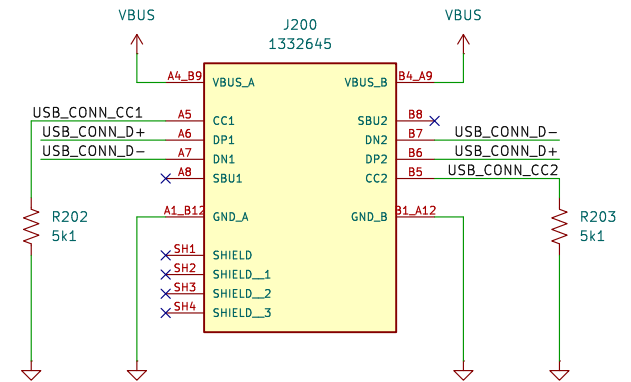 VBUS
VBUS
J200
1332645
A4_B9 VBUS_A VBUS_B B4_A9
USB_CONN_CC1 A5 CC1 SBU2 B8
USB_CONN_D+ A6 DP1 DN2 B7 USB_CONN_D-
USB_CONN_D- A7 DN1 DP2 B6 USB_CONN_D+
A8 SBU1 CC2 B5 USB_CONN_CC2
A1_B12 GND_A GND_B B1_A12
R202
5k1
R203
5k1
SH1 SHIELD
SH2 SHIELD__1
SH3 SHIELD__2
SH4 SHIELD__3